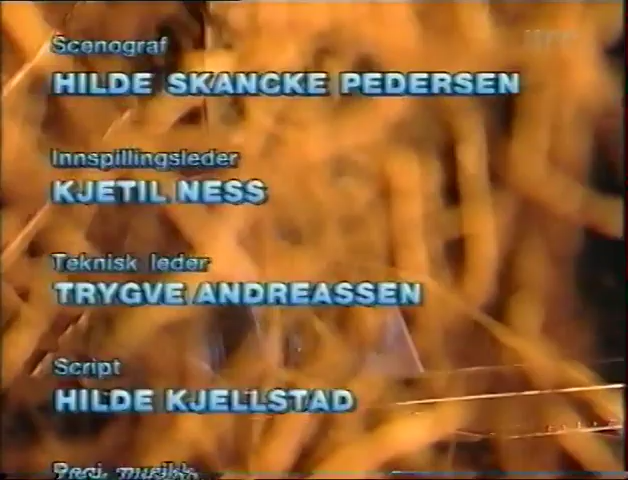 Scenograf
HILDE SKANCKE PEDERSEN
Innspillingsleder
KJETIL NESS
Teknisk leder
TRYGVE ANDREASSEN
Script
HILDE KJELLSTAD